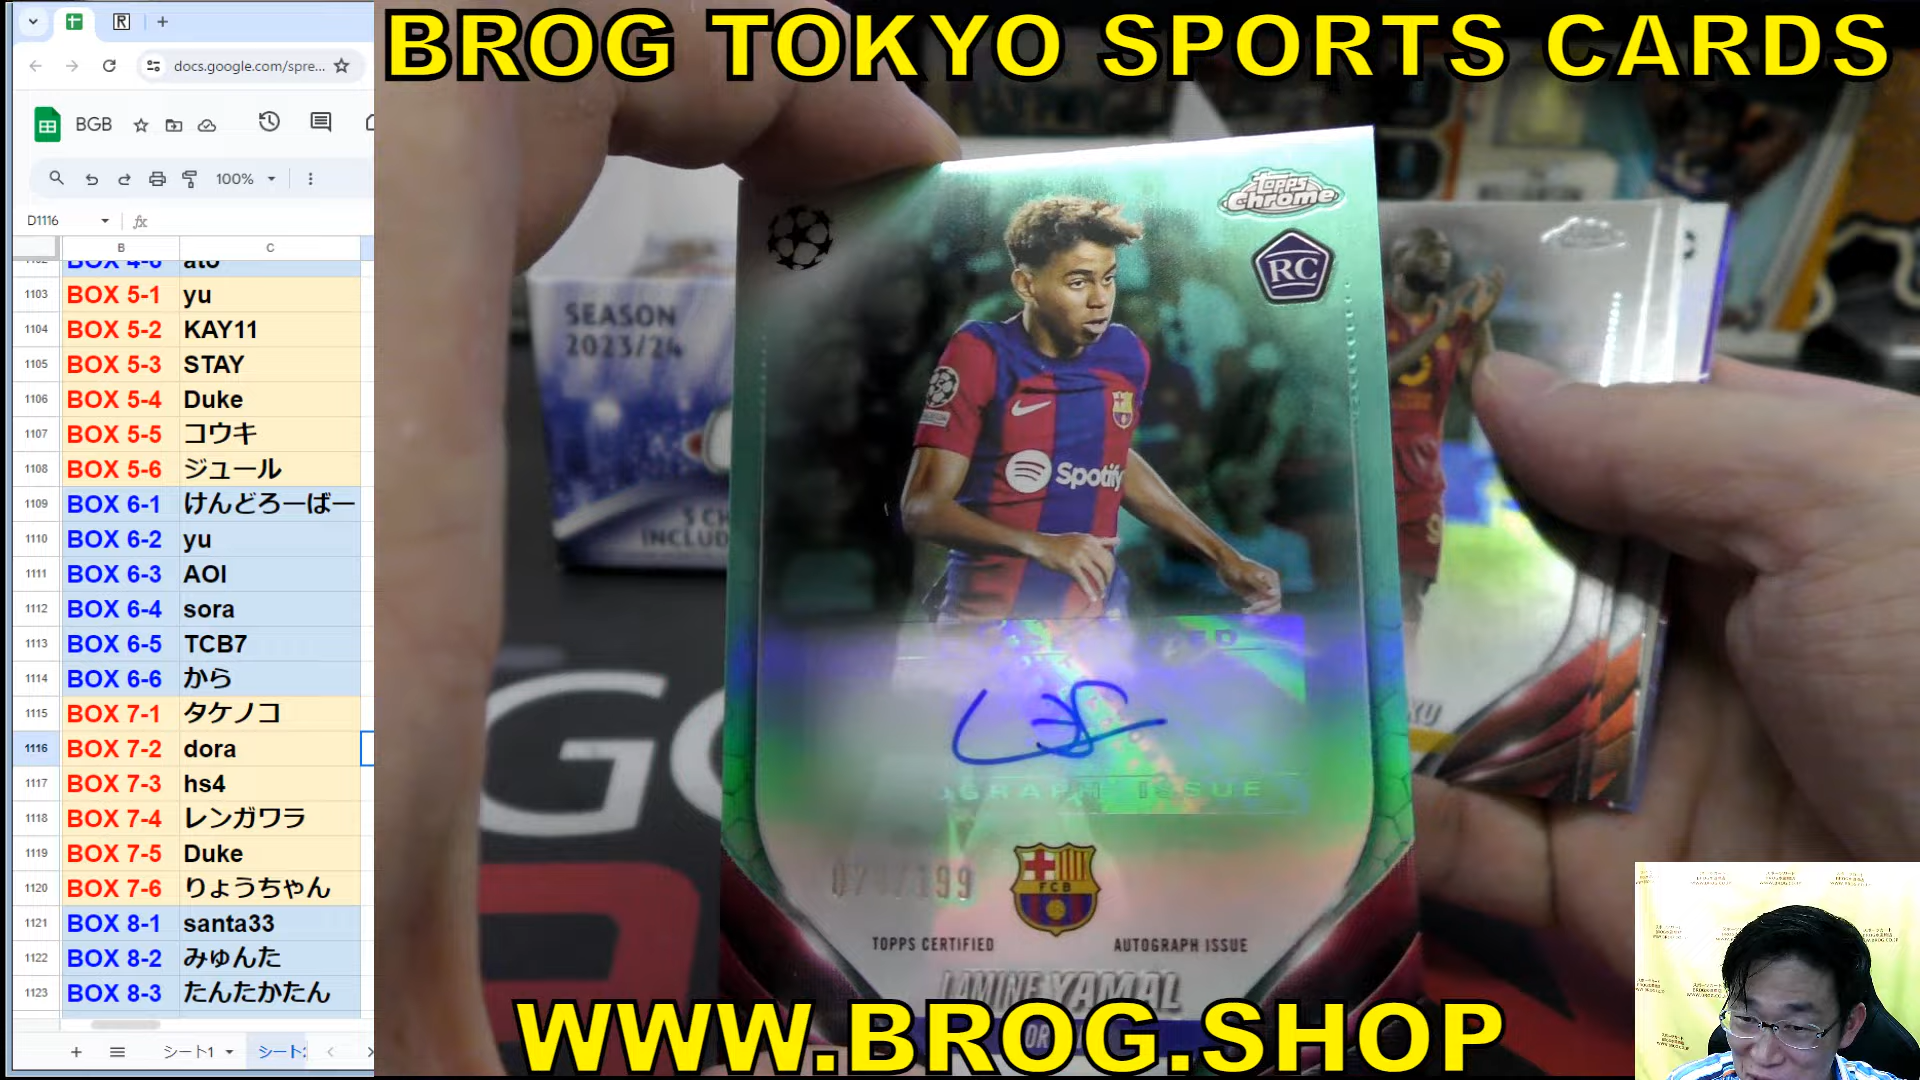 BROG TOKYO SPORTS CARDS
docs.google.com/spre...
BGB
100%
D1116
fx
B C
1103 BOX 5-1 yu
1104 BOX 5-2 KAY11
1105 BOX 5-3 STAY
1106 BOX 5-4 Duke
1107 BOX 5-5 コウキ
1108 BOX 5-6 ジュール
1109 BOX 6-1 けんどろーばー
1110 BOX 6-2 yu
1111 BOX 6-3 AOI
1112 BOX 6-4 sora
1113 BOX 6-5 TCB7
1114 BOX 6-6 から
1115 BOX 7-1 タケノコ
1116 BOX 7-2 dora
1117 BOX 7-3 hs4
1118 BOX 7-4 レンガワラ
1119 BOX 7-5 Duke
1120 BOX 7-6 りょうちゃん
1121 BOX 8-1 santa33
1122 BOX 8-2 みゅんた
1123 BOX 8-3 たんたかたん
シート1
Topps
Chrome
RC
SEASON
2023/24
Spotify
ISSUE
FCB
TOPPS CERTIFIED AUTOGRAPH ISSUE
LAMINE YAMAL
WWW.BROG.SHOP